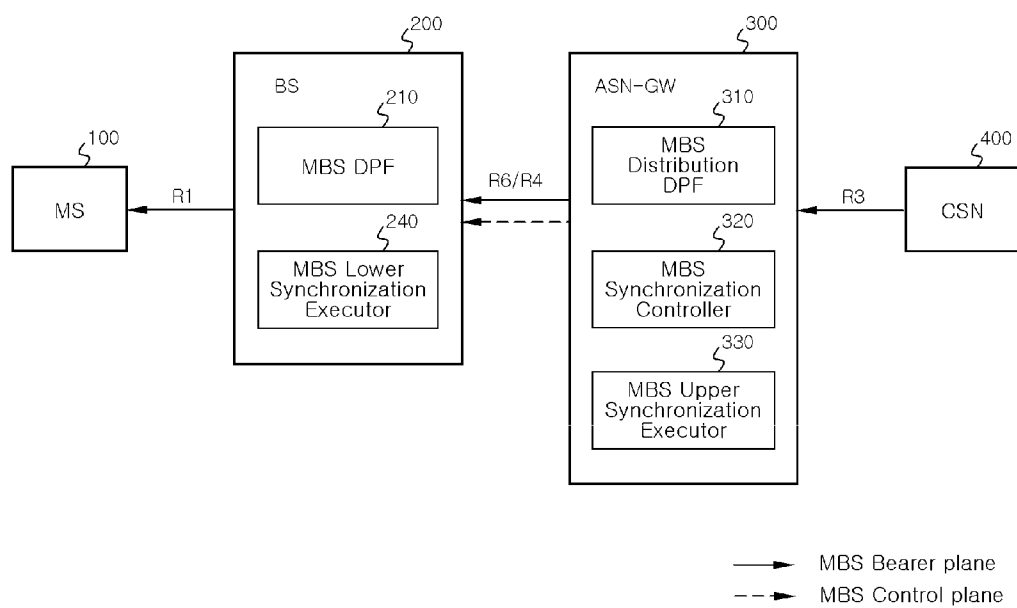 200
300
BS
ASN-GW
210
310
100
400
MBS DPF
MBS
Distribution
DPF
MS
R1
R6/R4
R3
CSN
240
320
MBS Lower
Synchronization
Executor
MBS
Synchronization
Controller
330
MBS Upper
Synchronization
Executor
MBS Bearer plane
MBS Control plane